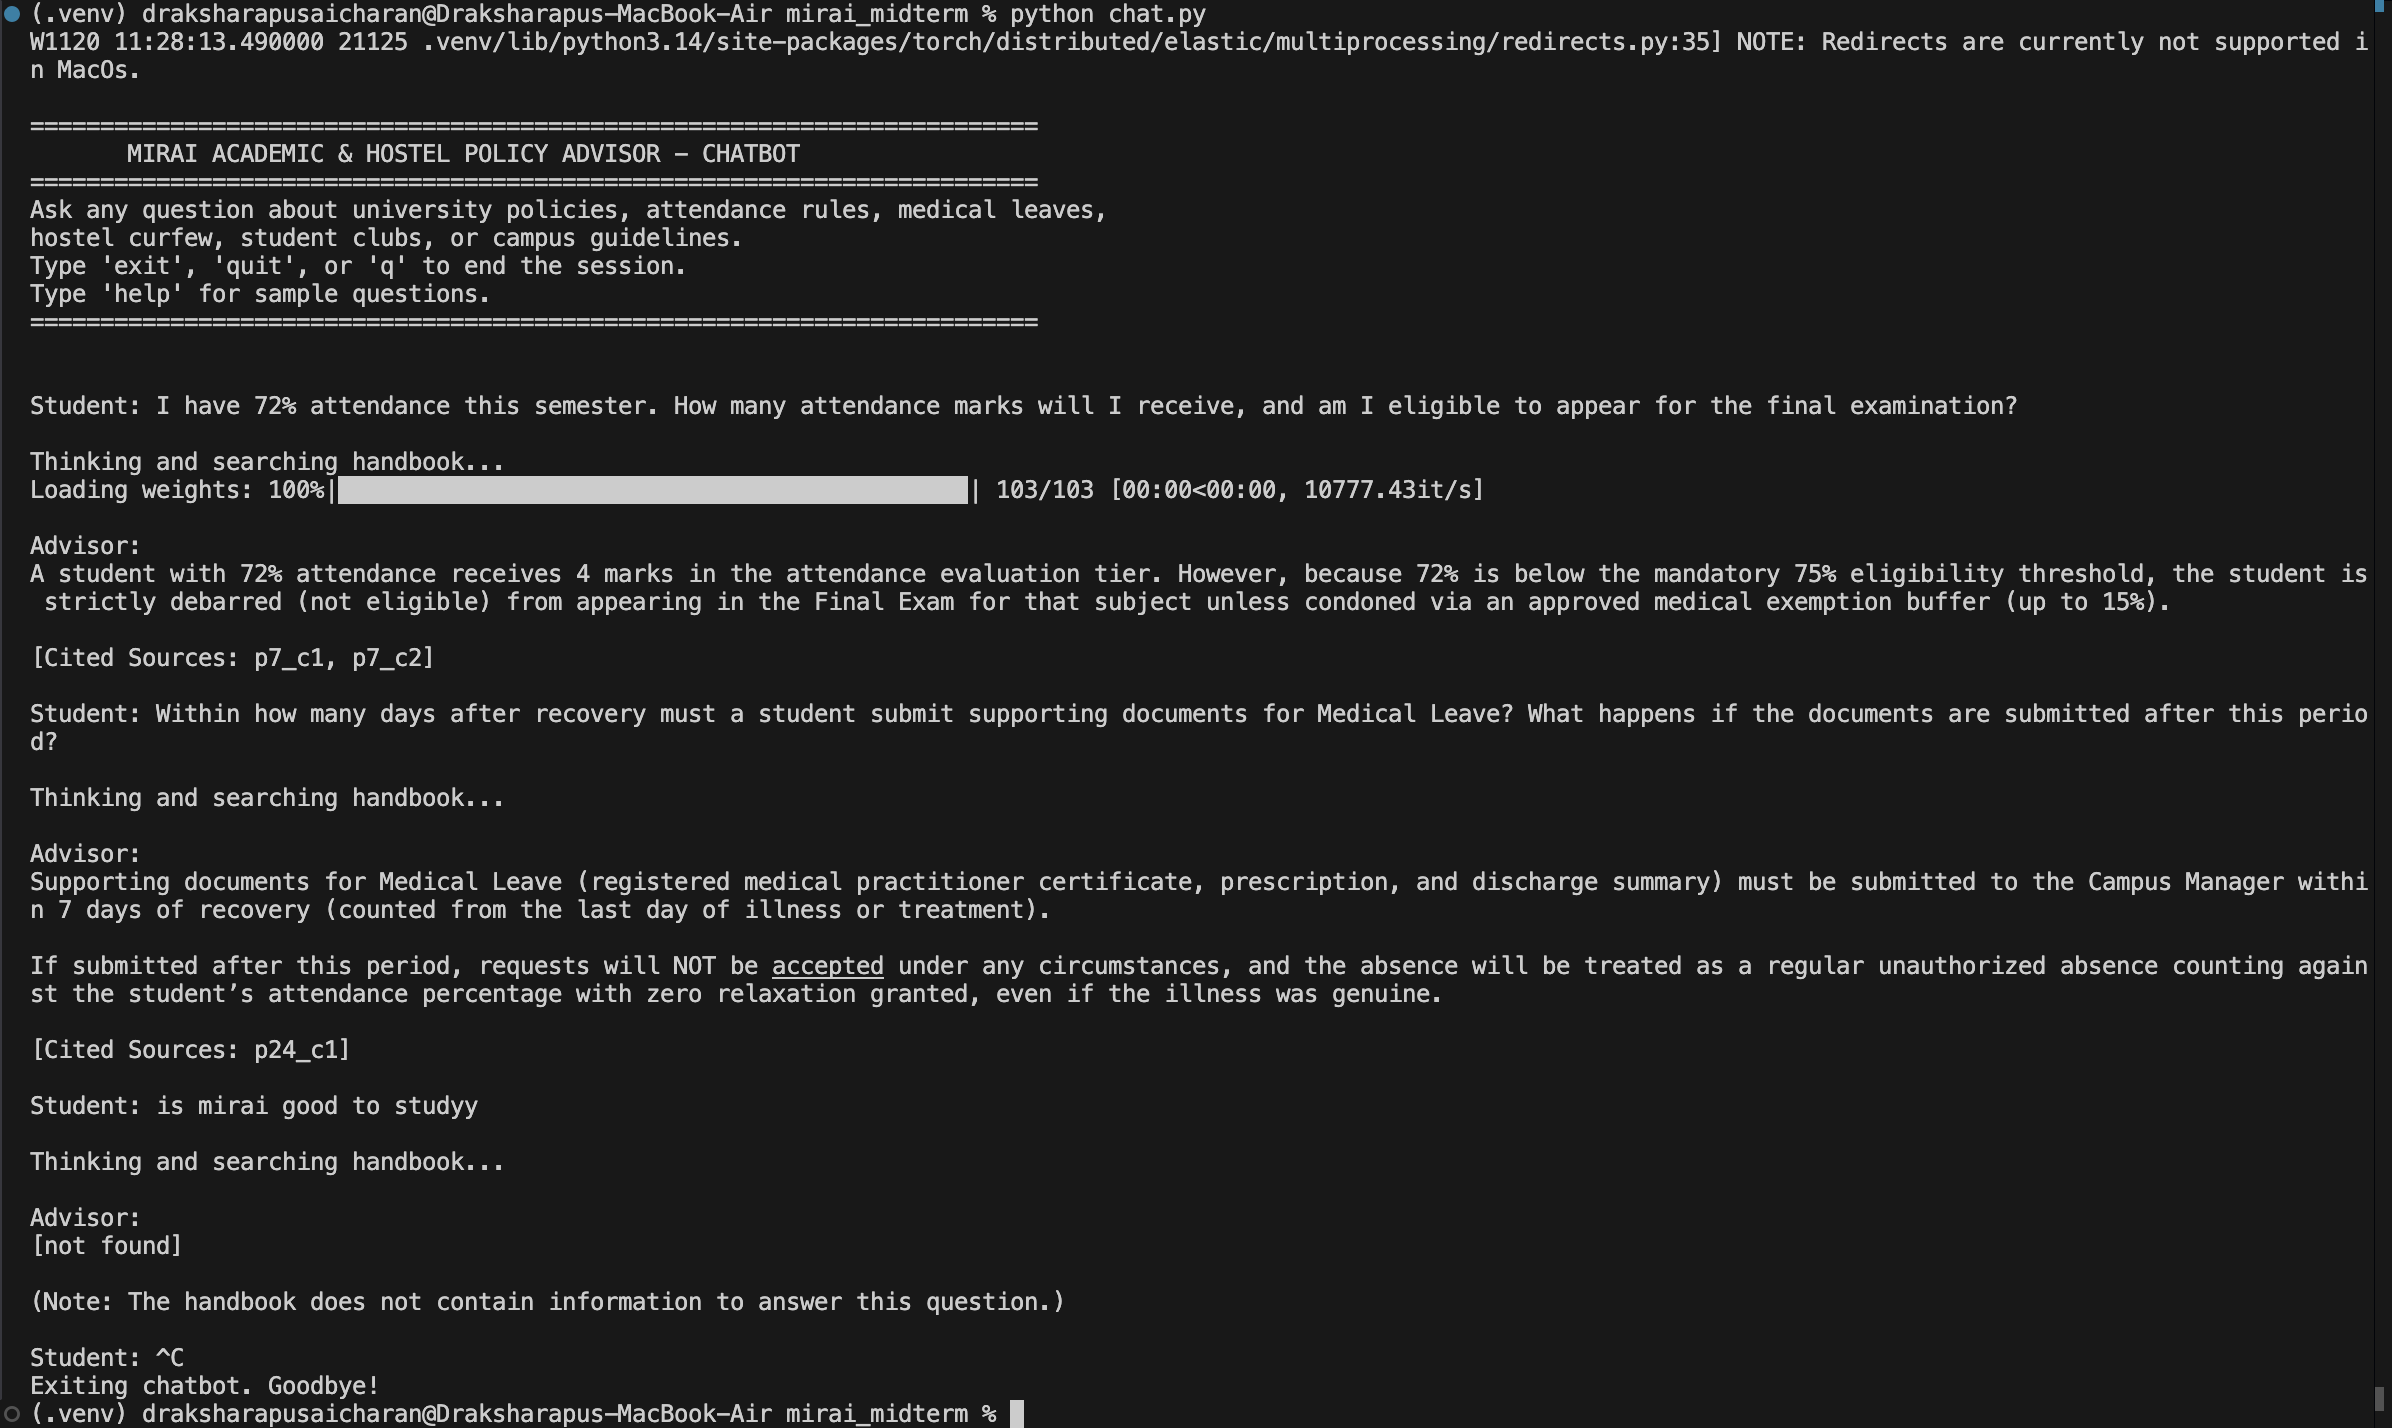 (.venv) draksharapusaicharan@Draksharapus-MacBook-Air mirai_midterm % python chat.py
W1120 11:28:13.490000 21125 .venv/lib/python3.14/site-packages/torch/distributed/elastic/multiprocessing/redirects.py:35] NOTE: Redirects are currently not supported i
n MacOs.
========================================================================
MIRAI ACADEMIC & HOSTEL POLICY ADVISOR - CHATBOT
========================================================================
Ask any question about university policies, attendance rules, medical leaves,
hostel curfew, student clubs, or campus guidelines.
Type 'exit', 'quit', or 'q' to end the session.
Type 'help' for sample questions.
========================================================================
Student: I have 72% attendance this semester. How many attendance marks will I receive, and am I eligible to appear for the final examination?
Thinking and searching handbook...
Loading weights: 100%|█████████████████████████████████████████████| 103/103 [00:00<00:00, 10777.43it/s]
Advisor:
A student with 72% attendance receives 4 marks in the attendance evaluation tier. However, because 72% is below the mandatory 75% eligibility threshold, the student is
strictly debarred (not eligible) from appearing in the Final Exam for that subject unless condoned via an approved medical exemption buffer (up to 15%).
[Cited Sources: p7_c1, p7_c2]
Student: Within how many days after recovery must a student submit supporting documents for Medical Leave? What happens if the documents are submitted after this perio
d?
Thinking and searching handbook...
Advisor:
Supporting documents for Medical Leave (registered medical practitioner certificate, prescription, and discharge summary) must be submitted to the Campus Manager withi
n 7 days of recovery (counted from the last day of illness or treatment).
If submitted after this period, requests will NOT be accepted under any circumstances, and the absence will be treated as a regular unauthorized absence counting again
st the student’s attendance percentage with zero relaxation granted, even if the illness was genuine.
[Cited Sources: p24_c1]
Student: is mirai good to studyy
Thinking and searching handbook...
Advisor:
[not found]
(Note: The handbook does not contain information to answer this question.)
Student: ^C
Exiting chatbot. Goodbye!
(.venv) draksharapusaicharan@Draksharapus-MacBook-Air mirai_midterm %